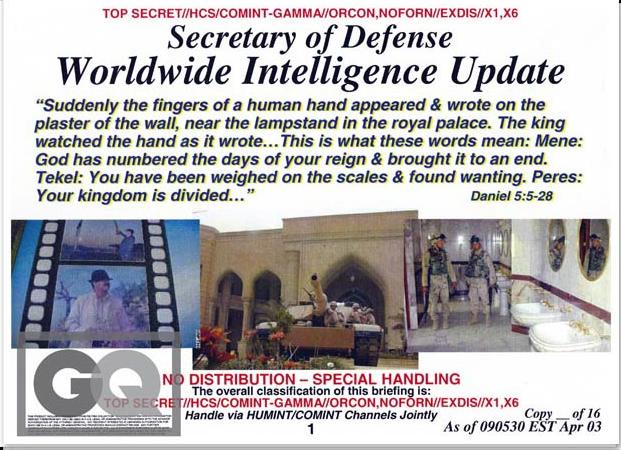 TOP SECRET//HCS/COMINT-GAMMA//ORCON,NOFORN//EXDIS//X1,X6
Secretary of Defense
Worldwide Intelligence Update
“Suddenly the fingers of a human hand appeared & wrote on the
plaster of the wall, near the lampstand in the royal palace. The king
watched the hand as it wrote…This is what these words mean: Mene:
God has numbered the days of your reign & brought it to an end.
Tekel: You have been weighed on the scales & found wanting. Peres:
Your kingdom is divided…”
Daniel 5:5-28
GQ
NO DISTRIBUTION – SPECIAL HANDLING
The overall classification of this briefing is:
TOP SECRET//HCS/COMINT-GAMMA//ORCON,NOFORN//EXDIS//X1,X6
Handle via HUMINT/COMINT Channels Jointly
Copy __ of 16
1
As of 090530 EST Apr 03